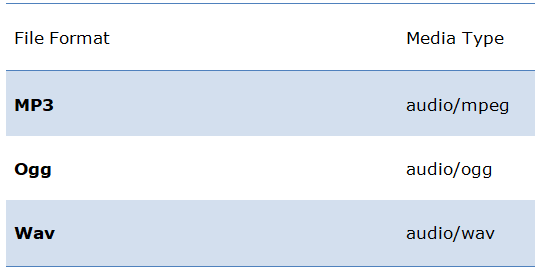 File Format Media Type
MP3 audio/mpeg
Ogg audio/ogg
Wav audio/wav